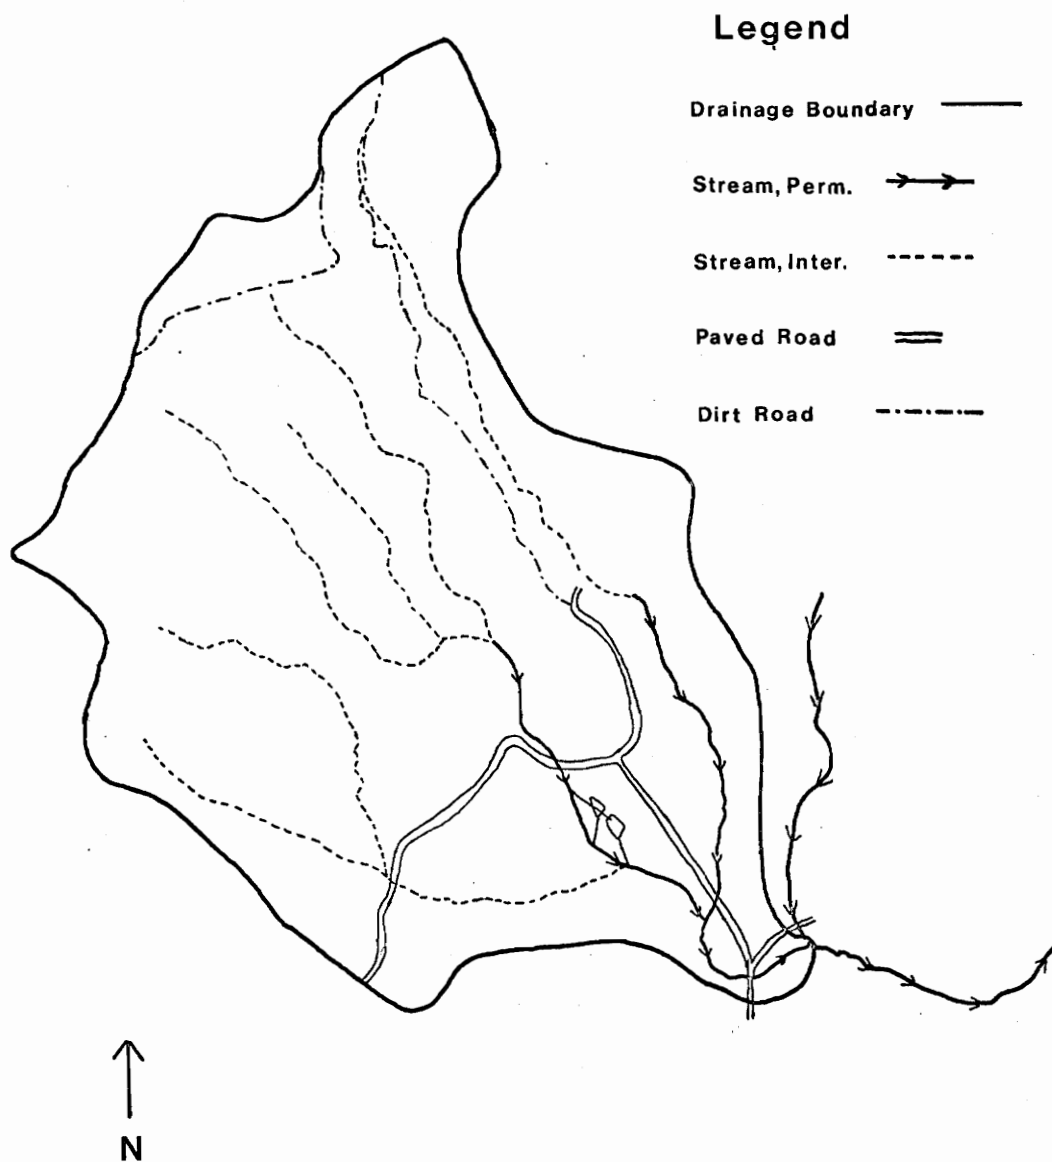 Legend
Drainage Boundary
Stream, Perm.
Stream, Inter.
Paved Road
Dirt Road
N